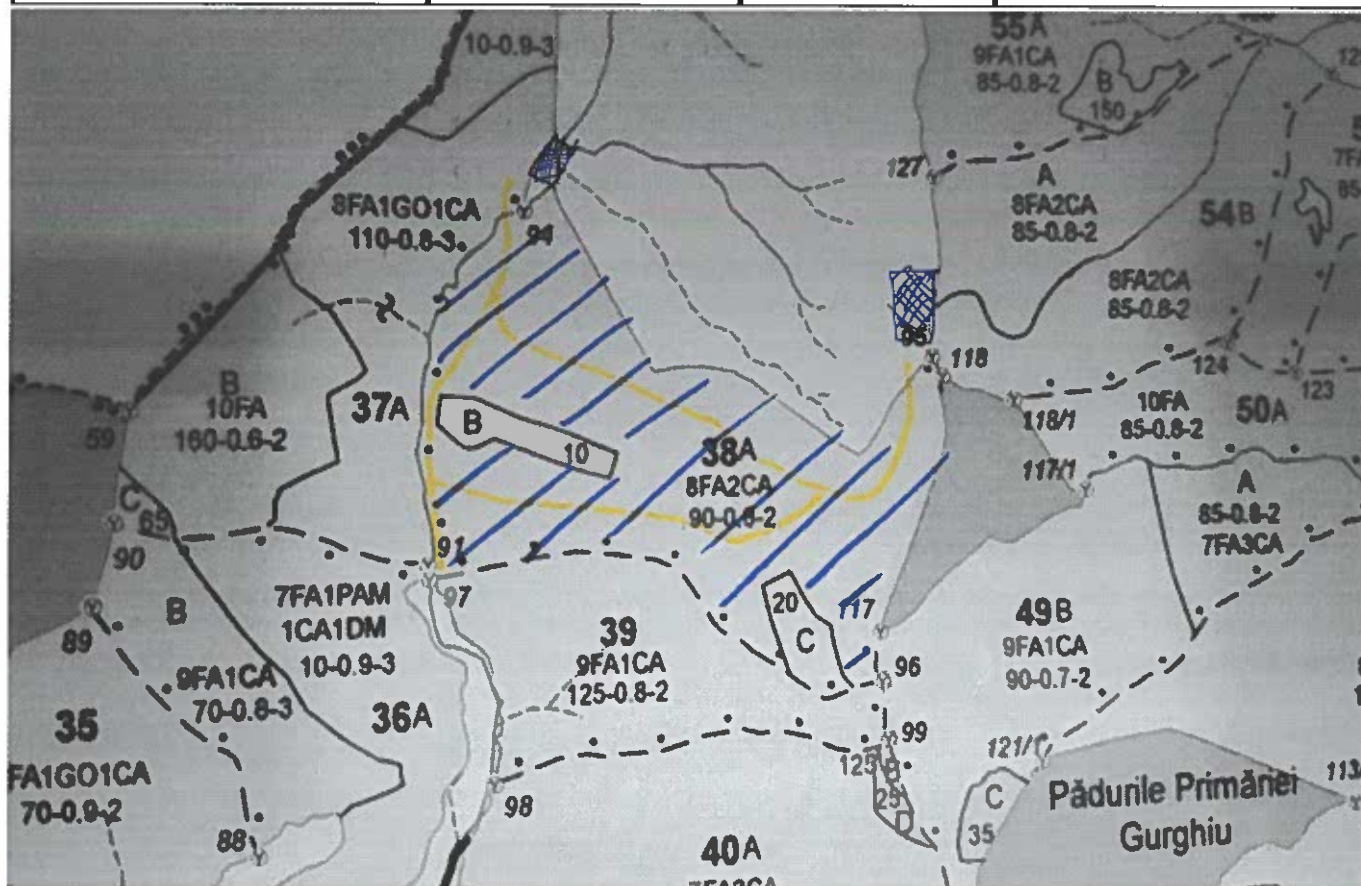 10-0.9-3
55A
9FA1CA
85-0.8-2
B
150
127
A
8FA2CA
85-0.8-2
54B
8FA1GO1CA
110-0.8-3
94
8FA2CA
85-0.8-2
95
118
124
123
B
10FA
160-0.6-2
37A
59
118/1
10FA
85-0.8-2
50A
B
10
38A
8FA2CA
117/1
A
85-0.8-2
7FA3CA
C
65
90
91
97
B
7FA1PAM
1CA1DM
10-0.9-3
89
20
C
117
39
9FA1CA
125-0.8-2
49B
9FA1CA
90-0.7-2
96
9FA1CA
70-0.8-3
36A
35
FA1GO1CA
70-0.9-2
99
125
B
25
D
121/1
C
35
Pădurile Primăriei
Gurghiu
98
88
40A